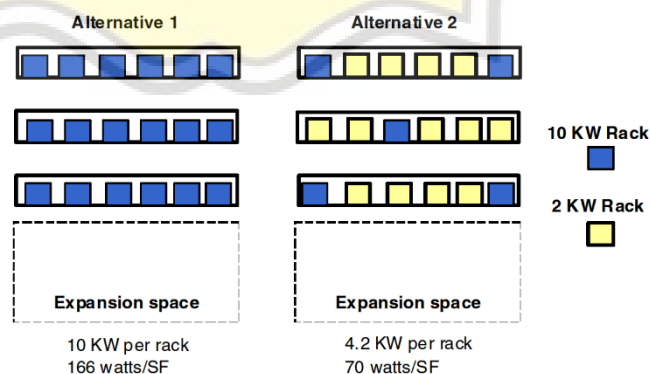 Alternative 1
Alternative 2
10 KW Rack
2 KW Rack
Expansion space
Expansion space
10 KW per rack
166 watts/SF
4.2 KW per rack
70 watts/SF